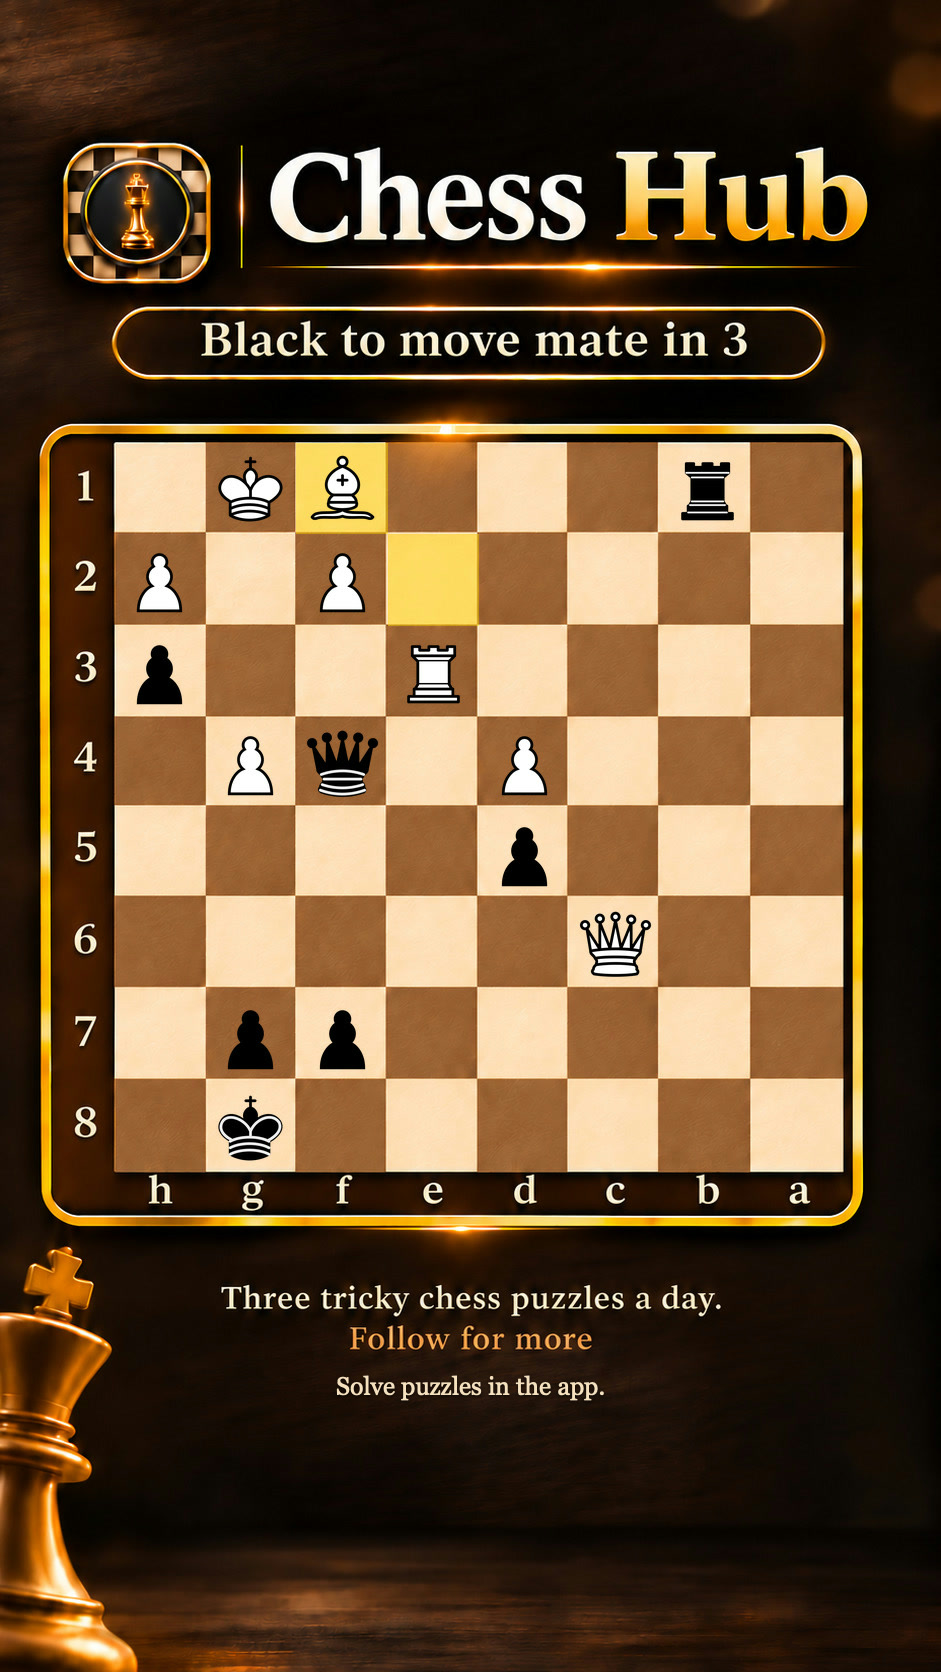 Chess Hub
Black to move mate in 3
1
2
3
4
5
6
7
8
h g f e d c b a
Three tricky chess puzzles a day.
Follow for more
Solve puzzles in the app.